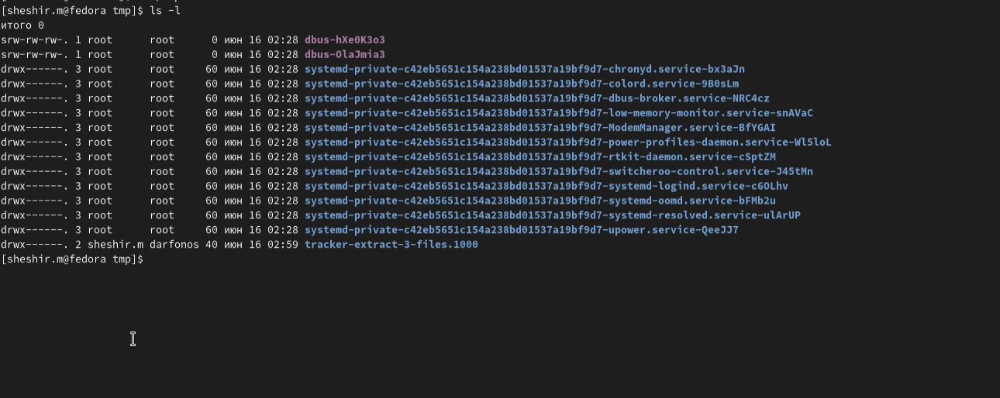 [sheshir.m@fedora tmp]$ ls -l
итого 0
srw-rw-rw-. 1 root      root      0 июн 16 02:28 dbus-hXe0K3o3
srw-rw-rw-. 1 root      root      0 июн 16 02:28 dbus-OlaJmia3
drwx------. 3 root      root     60 июн 16 02:28 systemd-private-c42eb5651c154a238bd01537a19bf9d7-chronyd.service-bx3aJn
drwx------. 3 root      root     60 июн 16 02:28 systemd-private-c42eb5651c154a238bd01537a19bf9d7-colord.service-9B0sLm
drwx------. 3 root      root     60 июн 16 02:28 systemd-private-c42eb5651c154a238bd01537a19bf9d7-dbus-broker.service-NRC4cz
drwx------. 3 root      root     60 июн 16 02:28 systemd-private-c42eb5651c154a238bd01537a19bf9d7-low-memory-monitor.service-snAVaC
drwx------. 3 root      root     60 июн 16 02:28 systemd-private-c42eb5651c154a238bd01537a19bf9d7-ModemManager.service-BfYGAI
drwx------. 3 root      root     60 июн 16 02:28 systemd-private-c42eb5651c154a238bd01537a19bf9d7-power-profiles-daemon.service-Wl5loL
drwx------. 3 root      root     60 июн 16 02:28 systemd-private-c42eb5651c154a238bd01537a19bf9d7-rtkit-daemon.service-cSptZM
drwx------. 3 root      root     60 июн 16 02:28 systemd-private-c42eb5651c154a238bd01537a19bf9d7-switcheroo-control.service-J45tMn
drwx------. 3 root      root     60 июн 16 02:28 systemd-private-c42eb5651c154a238bd01537a19bf9d7-systemd-logind.service-c6OLhv
drwx------. 3 root      root     60 июн 16 02:28 systemd-private-c42eb5651c154a238bd01537a19bf9d7-systemd-oomd.service-bFMb2u
drwx------. 3 root      root     60 июн 16 02:28 systemd-private-c42eb5651c154a238bd01537a19bf9d7-systemd-resolved.service-ulArUP
drwx------. 3 root      root     60 июн 16 02:28 systemd-private-c42eb5651c154a238bd01537a19bf9d7-upower.service-QeeJJ7
drwx------. 2 sheshir.m darfonos 40 июн 16 02:59 tracker-extract-3-files.1000
[sheshir.m@fedora tmp]$